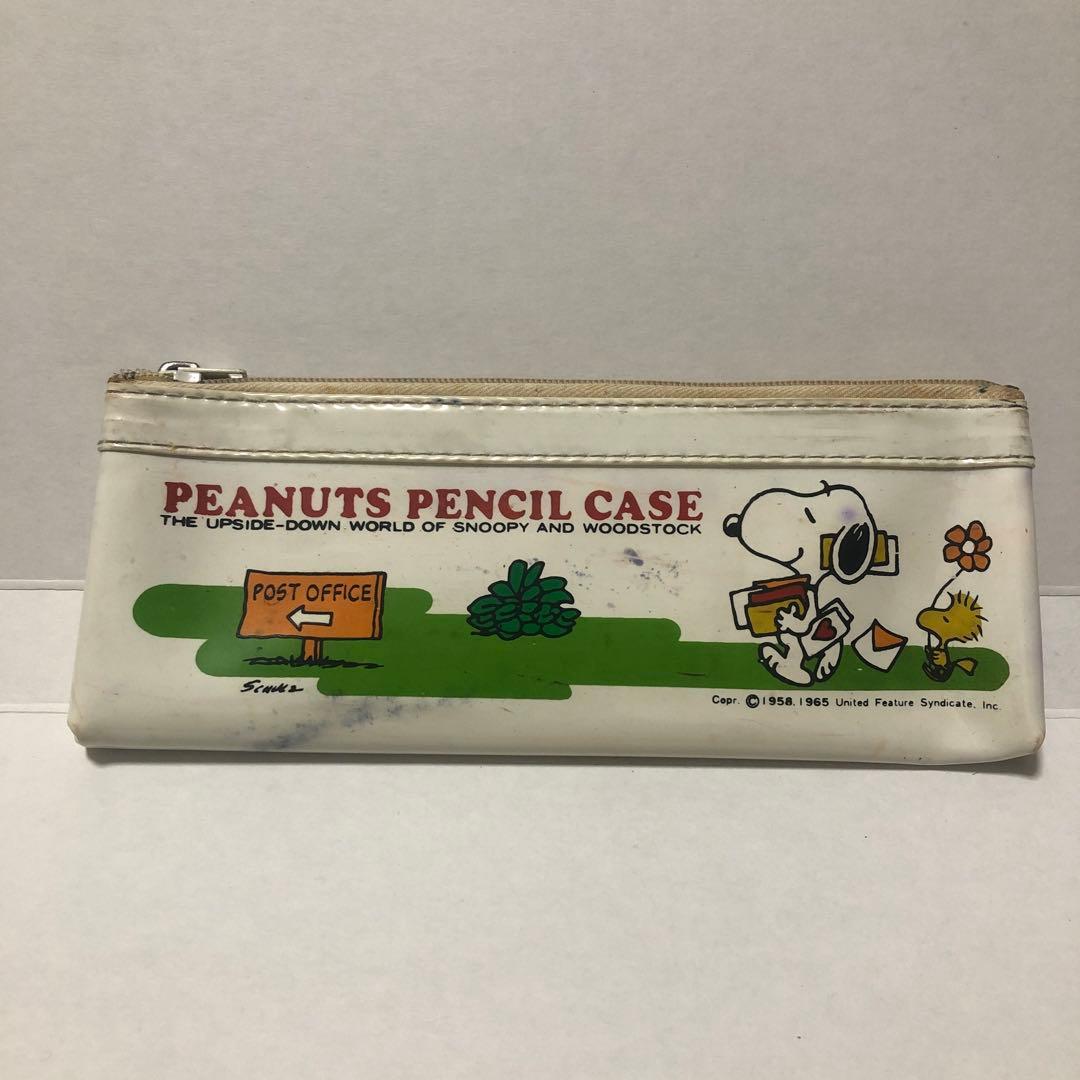 PEANUTS PENCIL CASE
THE UPSIDE-DOWN WORLD OF SNOOPY AND WOODSTOCK
POST OFFICE
SCHULZ
Copr. ©1958, 1965 United Feature Syndicate, Inc.